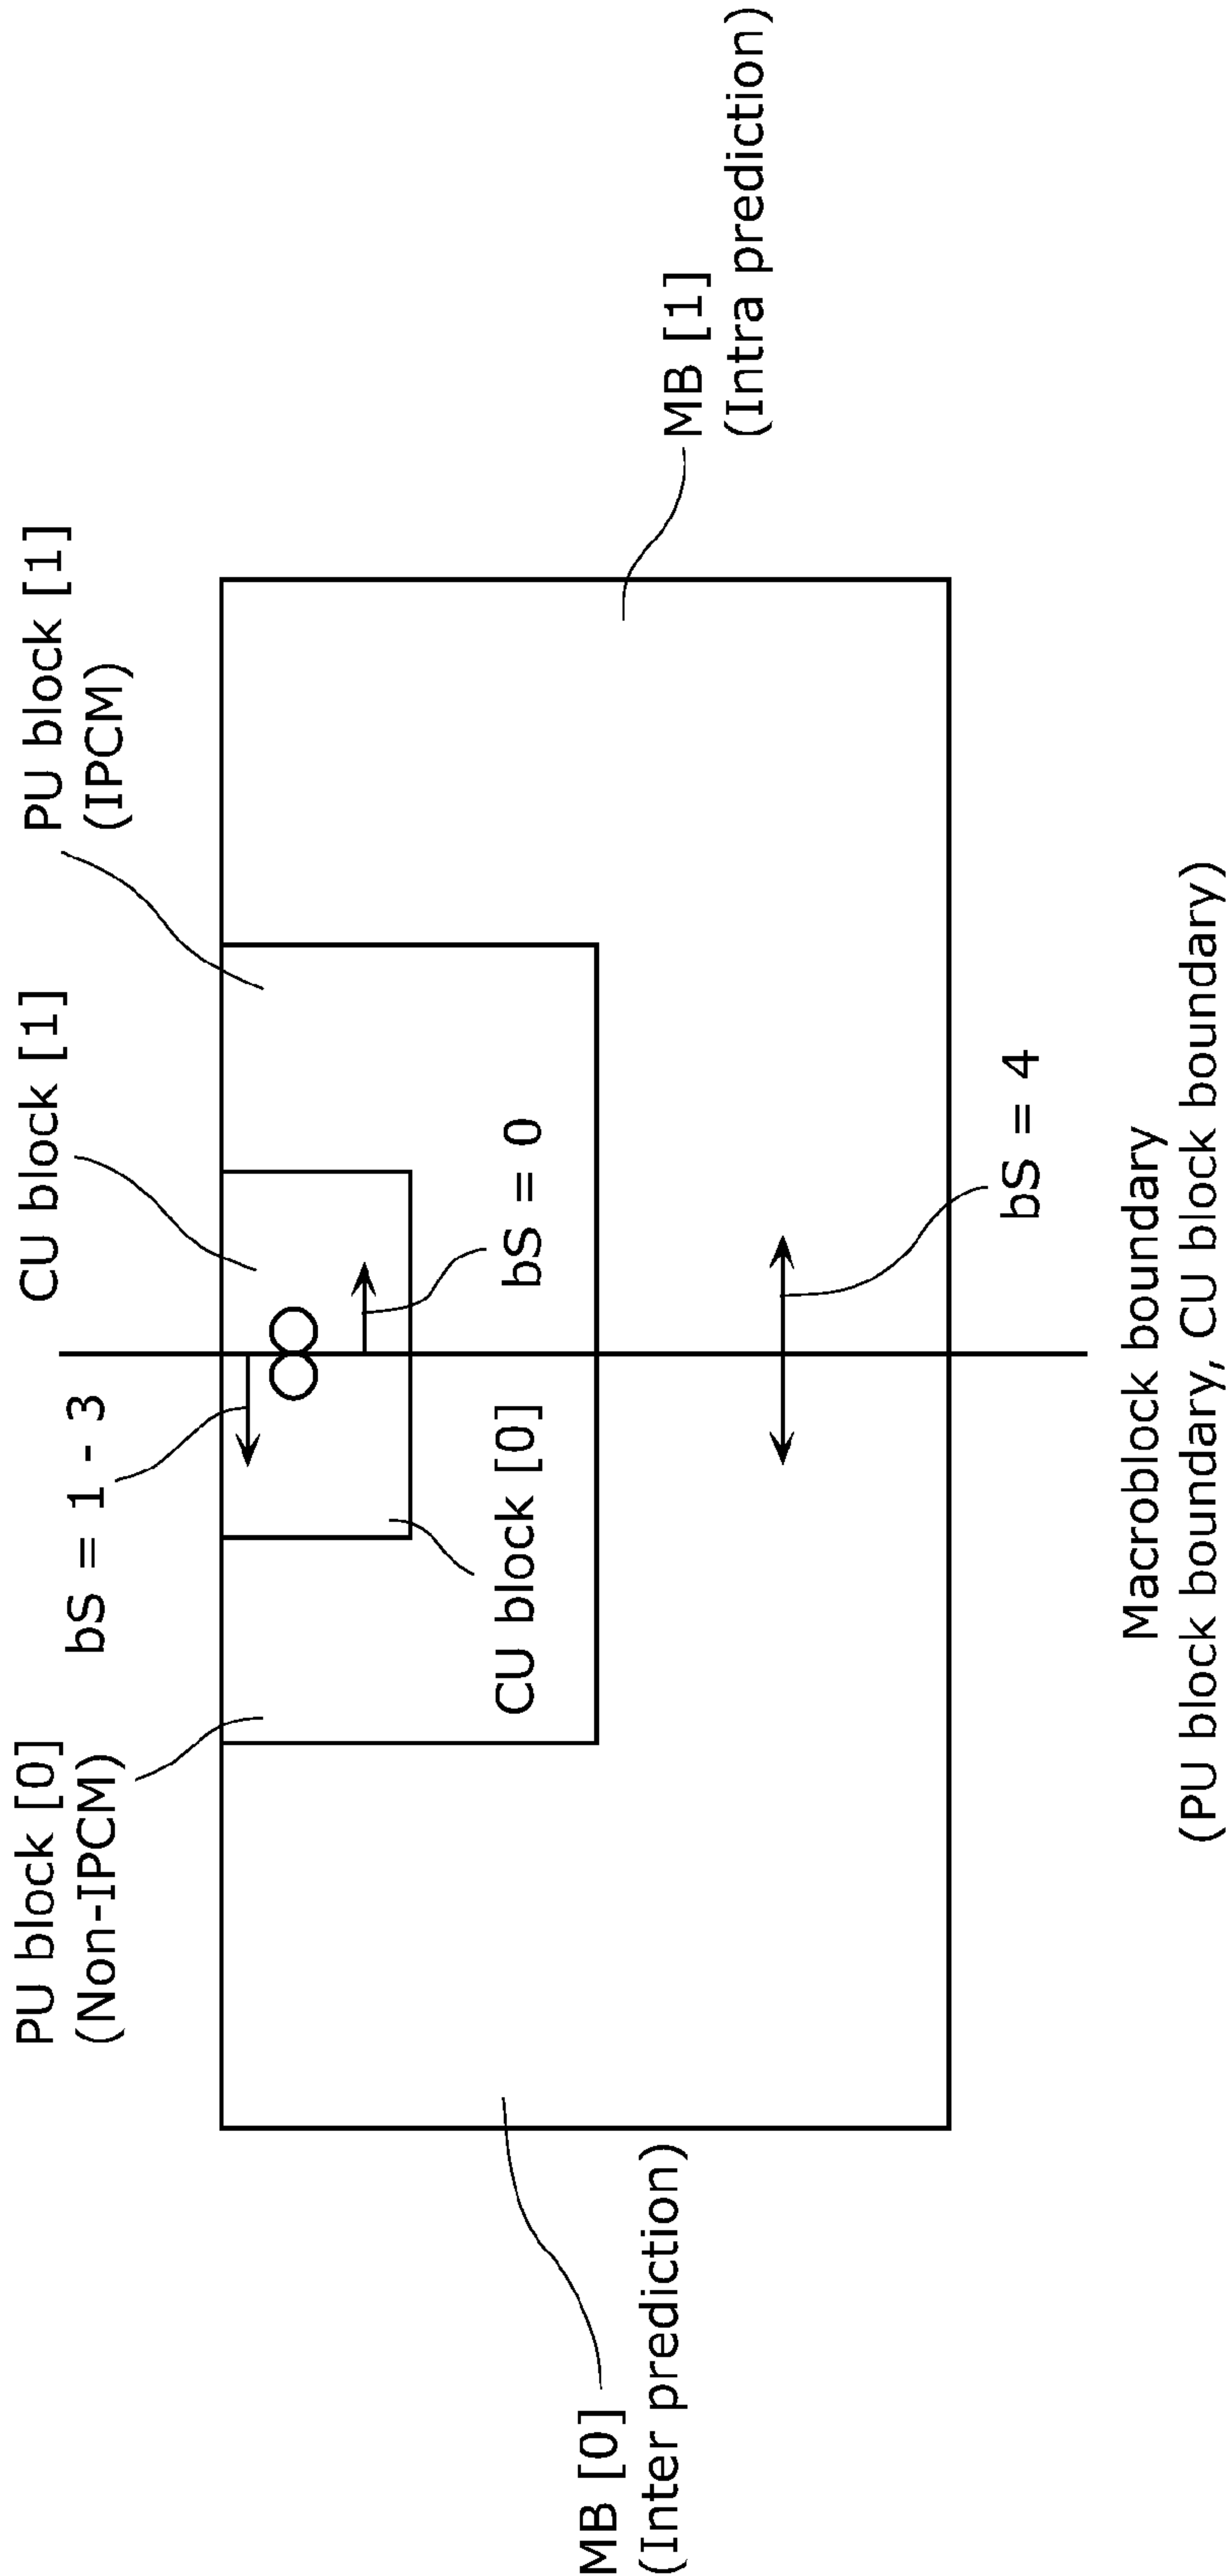 PU block [0]
(Non-IPCM)
bS = 1 - 3
CU block [1]
PU block [1]
(IPCM)
CU block [0]
bS = 0
MB [0]
(Inter prediction)
MB [1]
(Intra prediction)
bS = 4
Macroblock boundary
(PU block boundary, CU block boundary)